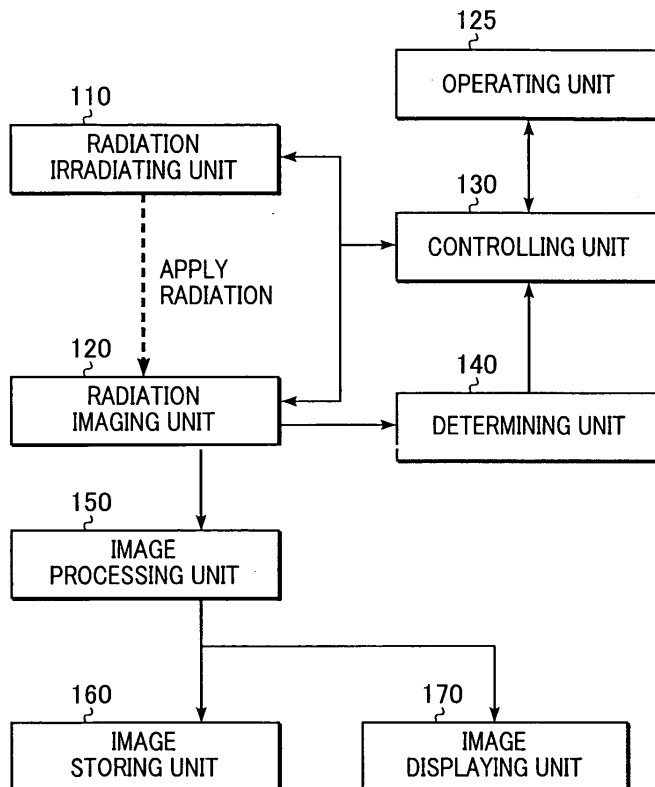 125
OPERATING UNIT
110
RADIATION
IRRADIATING UNIT
130
CONTROLLING UNIT
APPLY
RADIATION
120
RADIATION
IMAGING UNIT
140
DETERMINING UNIT
150
IMAGE
PROCESSING UNIT
160
IMAGE
STORING UNIT
170
IMAGE
DISPLAYING UNIT